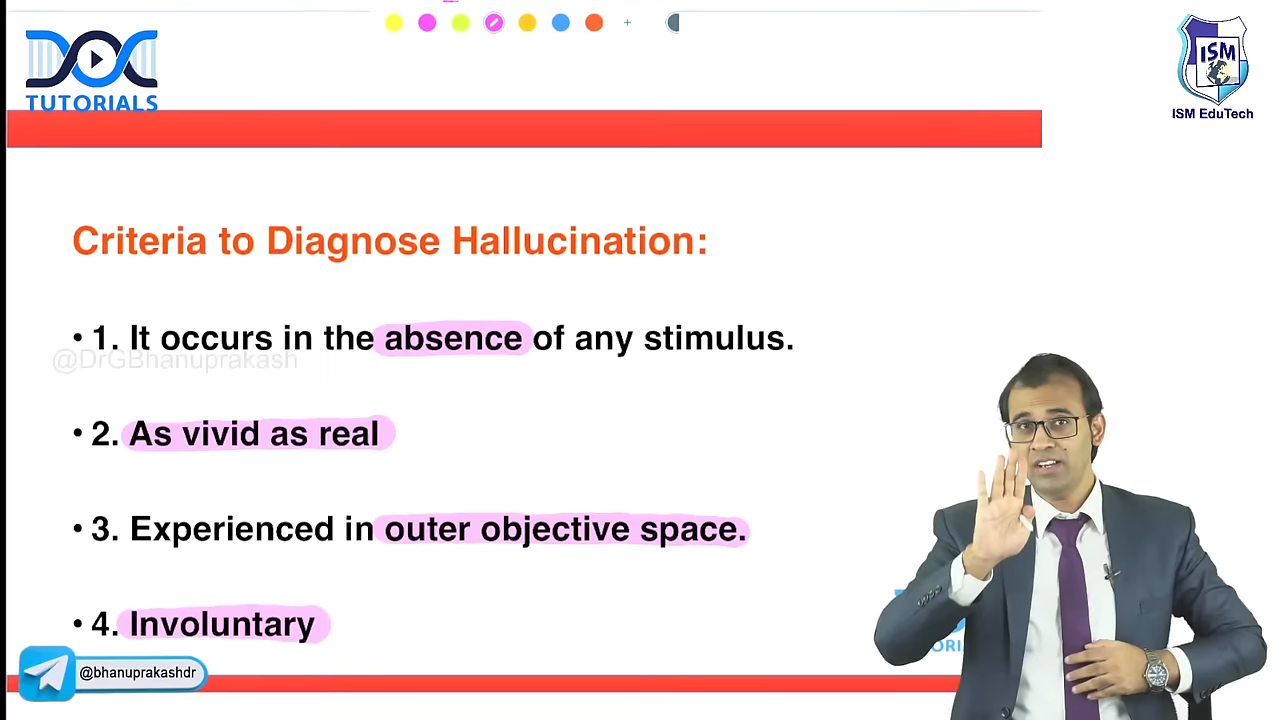 TUTORIALS
ISM
ISM EduTech
Criteria to Diagnose Hallucination:
• 1. It occurs in the absence of any stimulus.
@DrGBhanuprakash
• 2. As vivid as real
• 3. Experienced in outer objective space.
• 4. Involuntary
@bhanuprakashdr